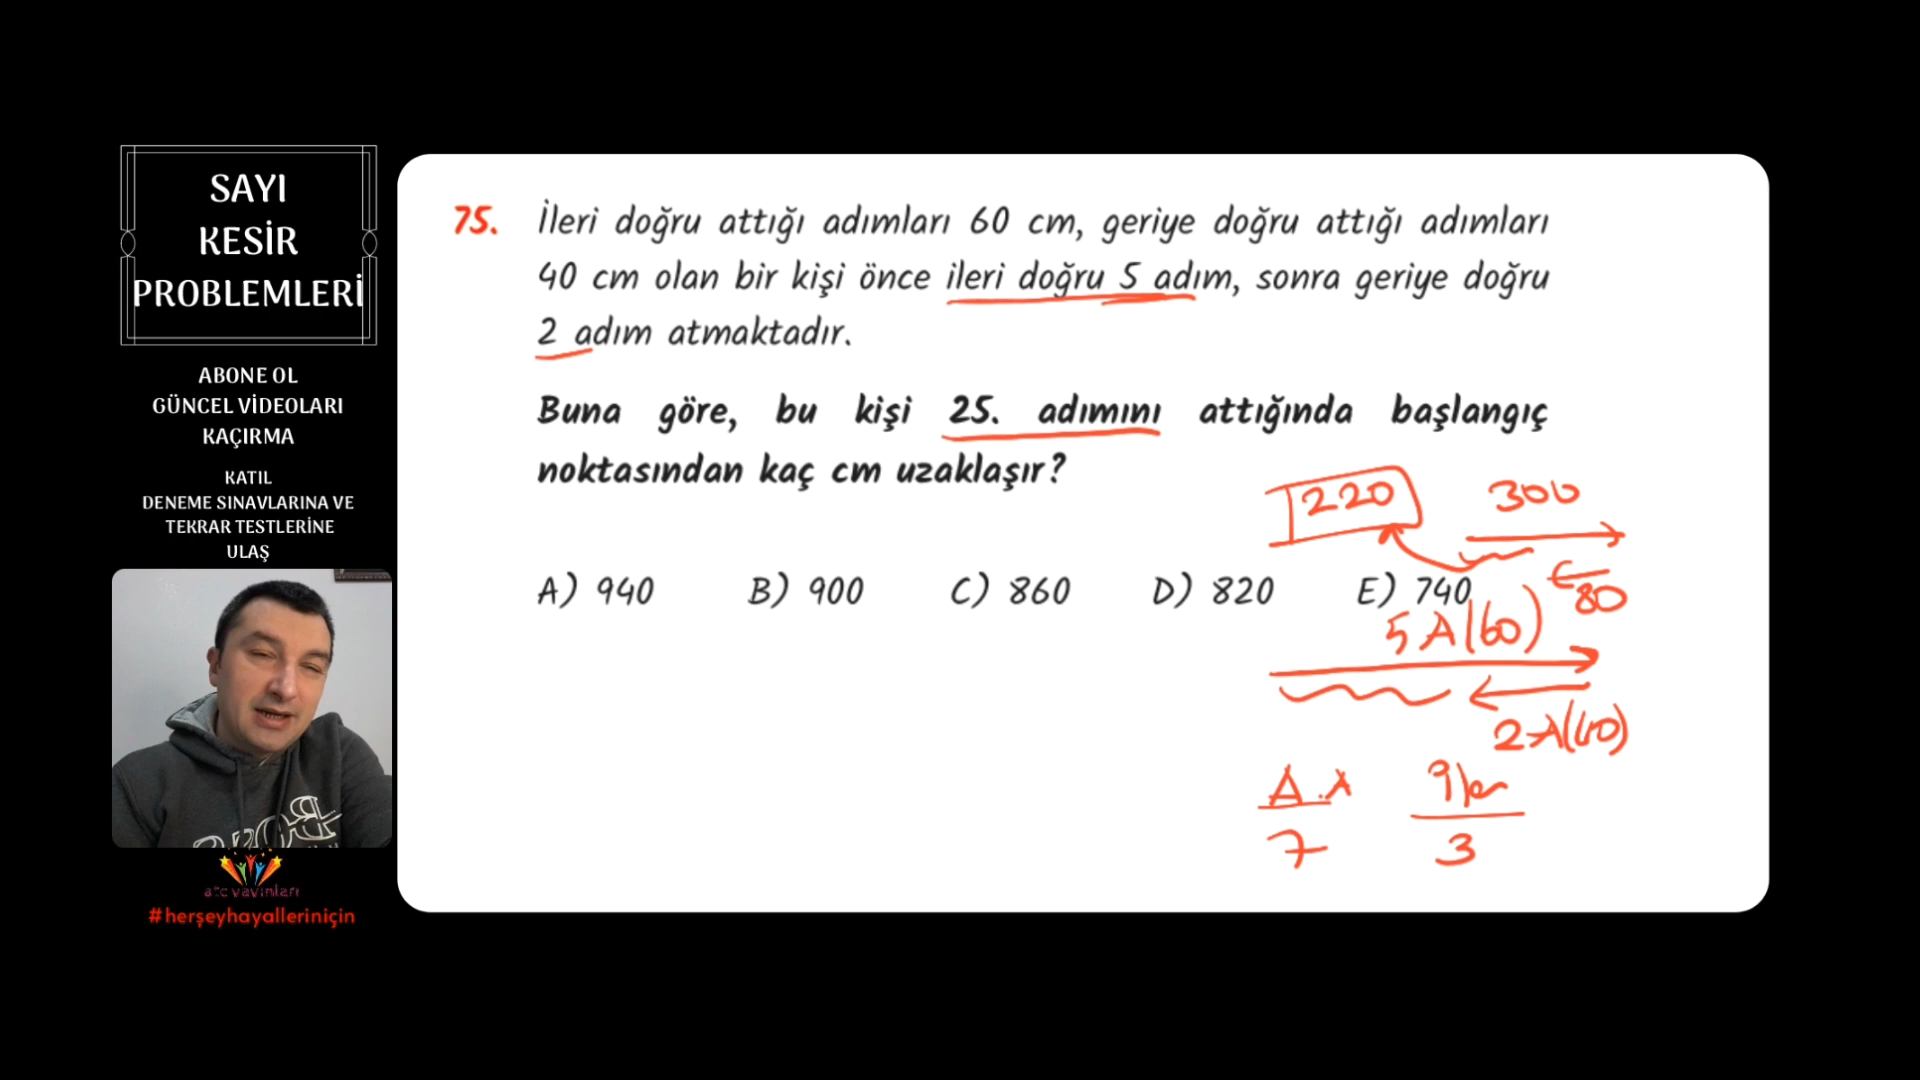 SAYI
KESİR
PROBLEMLERİ
ABONE OL
GÜNCEL VİDEOLARI
KAÇIRMA
KATIL
DENEME SINAVLARINA VE
TEKRAR TESTLERİNE
ULAŞ
atc yayınları
#herşeyhayalleriniçin
75. İleri doğru attığı adımları 60 cm, geriye doğru attığı adımları
40 cm olan bir kişi önce ileri doğru 5 adım, sonra geriye doğru
2 adım atmaktadır.
Buna göre, bu kişi 25. adımını attığında başlangıç
noktasından kaç cm uzaklaşır?
220 300
80
A) 940 B) 900 C) 860 D) 820 E) 740
5A(60)
2A(40)
7 3